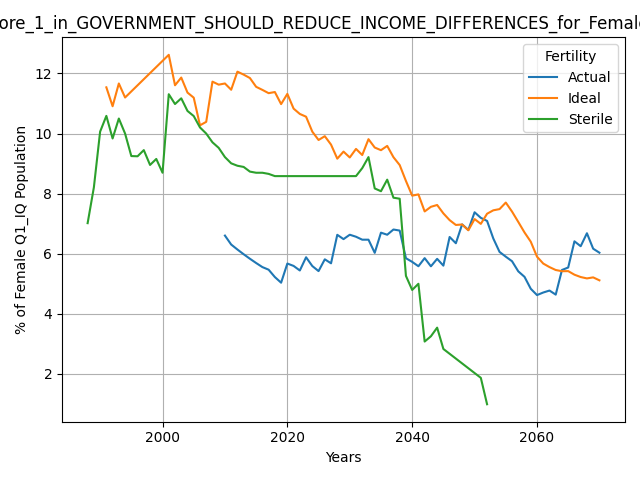 ore_1_in_GOVERNMENT_SHOULD_REDUCE_INCOME_DIFFERENCES_for_Female
Fertility
Actual
Ideal
Sterile
% of Female Q1_IQ Population
12
10
8
6
4
2
2000
2020
2040
2060
Years